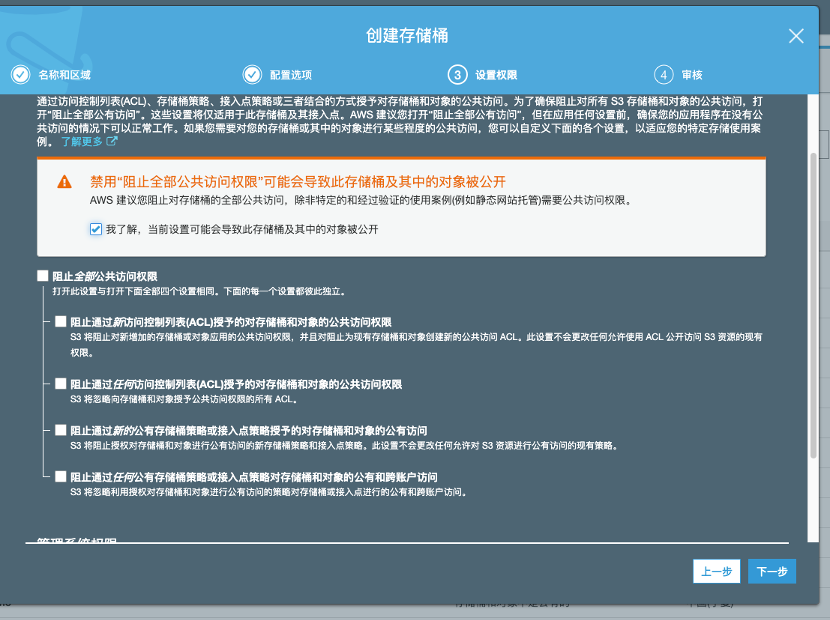 创建存储桶
名称和区域
配置选项
3 设置权限
4 审核
通过访问控制列表(ACL)、存储桶策略、接入点策略或三者结合的方式授予对存储桶和对象的公共访问。为了确保阻止对所有 S3 存储桶和对象的公共访问，打
开“阻止全部公有访问”。这些设置将仅适用于此存储桶及其接入点。AWS 建议您打开“阻止全部公有访问”，但在应用任何设置前，确保您的应用程序在没有公
共访问的情况下可以正常工作。如果您需要对您的存储桶或其中的对象进行某些程度的公共访问，您可以自定义下面的各个设置，以适应您的特定存储使用案
例。了解更多
禁用“阻止全部公共访问权限”可能会导致此存储桶及其中的对象被公开
AWS 建议您阻止对存储桶的全部公共访问，除非特定的和经过验证的使用案例(例如静态网站托管)需要公共访问权限。
我了解，当前设置可能会导致此存储桶及其中的对象被公开
阻止全部公共访问权限
打开此设置与打开下面全部四个设置相同。下面的每一个设置都彼此独立。
阻止通过新访问控制列表(ACL)授予的对存储桶和对象的公共访问权限
S3 将阻止对新增加的存储桶或对象应用的公共访问权限，并且对阻止为现有存储桶和对象创建新的公共访问 ACL。此设置不会更改任何允许使用 ACL 公开访问 S3 资源的现有
权限。
阻止通过任何访问控制列表(ACL)授予的对存储桶和对象的公共访问权限
S3 将忽略向存储桶和对象授予公共访问权限的所有 ACL。
阻止通过新的公有存储桶策略或接入点策略授予的对存储桶和对象的公有访问
S3 将阻止授权对存储桶和对象进行公有访问的新存储桶策略和接入点策略。此设置不会更改任何允许对 S3 资源进行公有访问的现有策略。
阻止通过任何公有存储桶策略或接入点策略对存储桶和对象的公有和跨账户访问
S3 将忽略利用授权对存储桶和对象进行公有访问的策略对存储桶或接入点进行的公有和跨账户访问。
管理系统权限
上一步
下一步